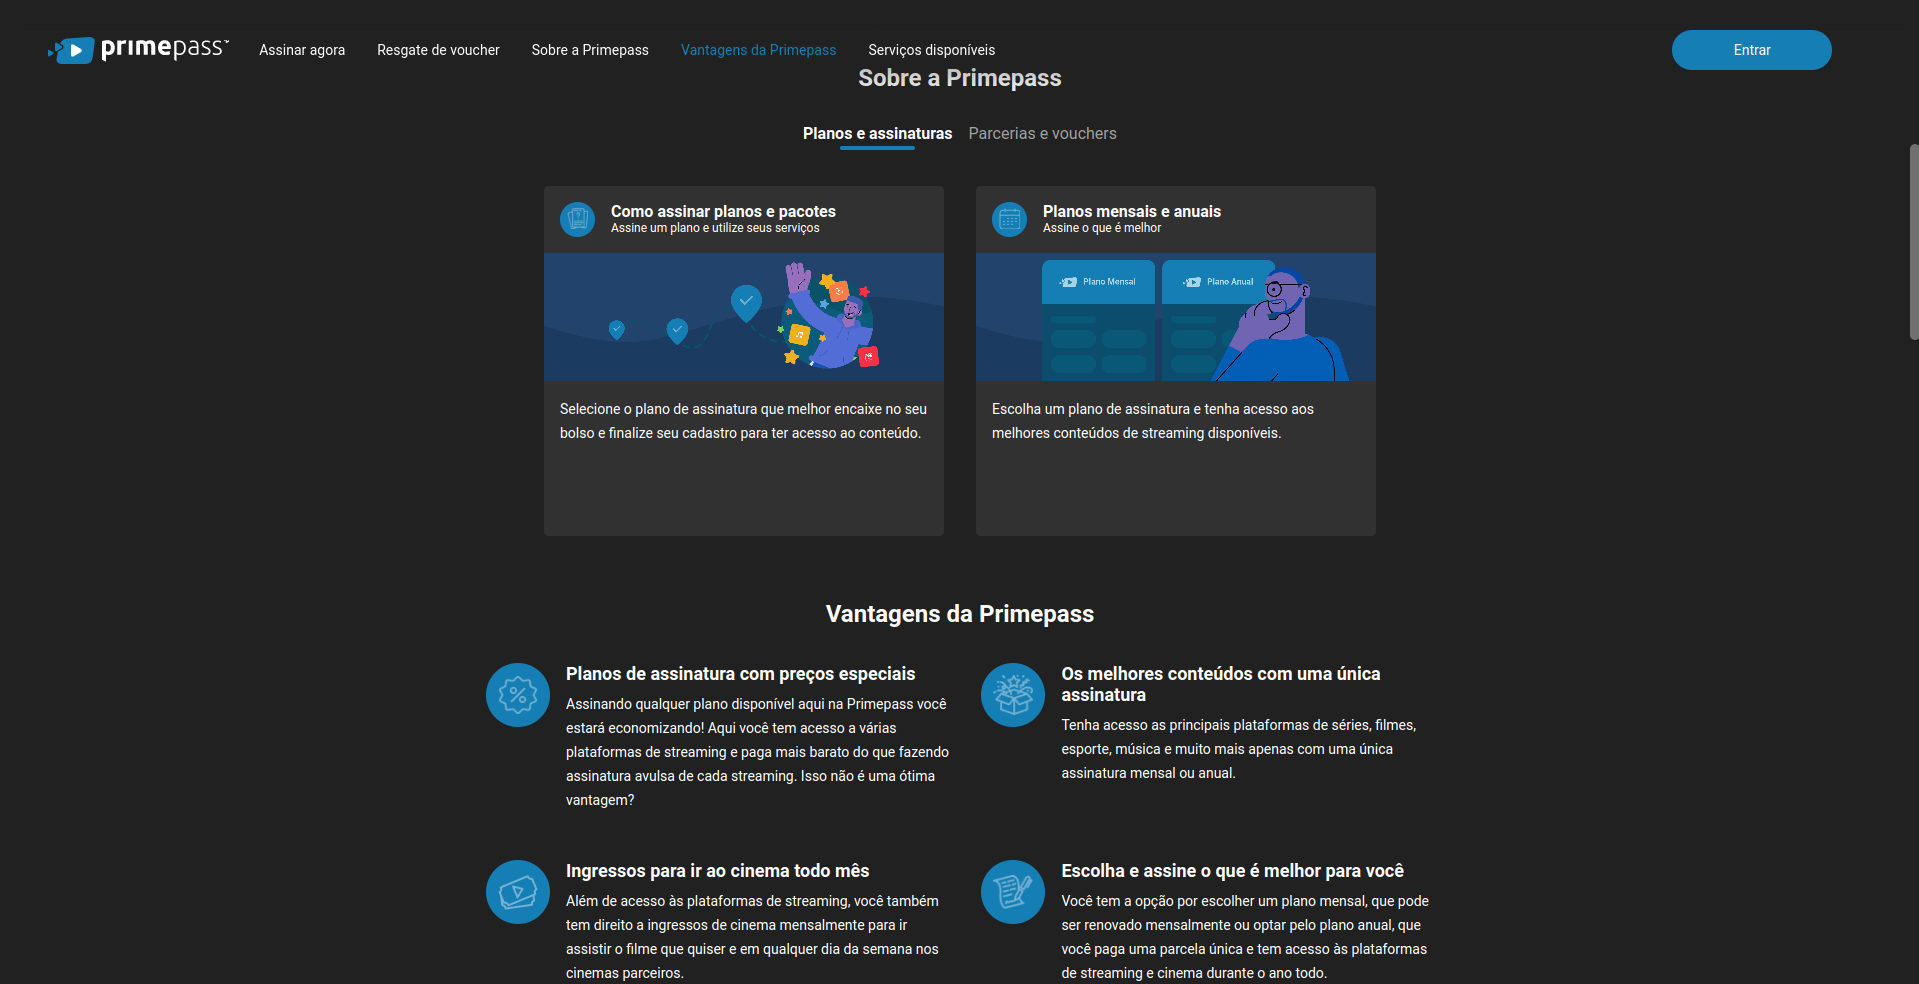 primepass
Assinar agora
Resgate de voucher
Sobre a Primepass
Vantagens da Primepass
Serviços disponíveis
Entrar
Sobre a Primepass
Planos e assinaturas
Parcerias e vouchers
Como assinar planos e pacotes
Assine um plano e utilize seus serviços
Selecione o plano de assinatura que melhor encaixe no seu
bolso e finalize seu cadastro para ter acesso ao conteúdo.
Planos mensais e anuais
Assine o que é melhor
Plano Mensal
Plano Anual
Escolha um plano de assinatura e tenha acesso aos
melhores conteúdos de streaming disponíveis.
Vantagens da Primepass
Planos de assinatura com preços especiais
Assinando qualquer plano disponível aqui na Primepass você
estará economizando! Aqui você tem acesso a várias
plataformas de streaming e paga mais barato do que fazendo
assinatura avulsa de cada streaming. Isso não é uma ótima
vantagem?
Os melhores conteúdos com uma única
assinatura
Tenha acesso as principais plataformas de séries, filmes,
esporte, música e muito mais apenas com uma única
assinatura mensal ou anual.
Ingressos para ir ao cinema todo mês
Além de acesso às plataformas de streaming, você também
tem direito a ingressos de cinema mensalmente para ir
assistir o filme que quiser e em qualquer dia da semana nos
cinemas parceiros.
Escolha e assine o que é melhor para você
Você tem a opção por escolher um plano mensal, que pode
ser renovado mensalmente ou optar pelo plano anual, que
você paga uma parcela única e tem acesso às plataformas
de streaming e cinema durante o ano todo.